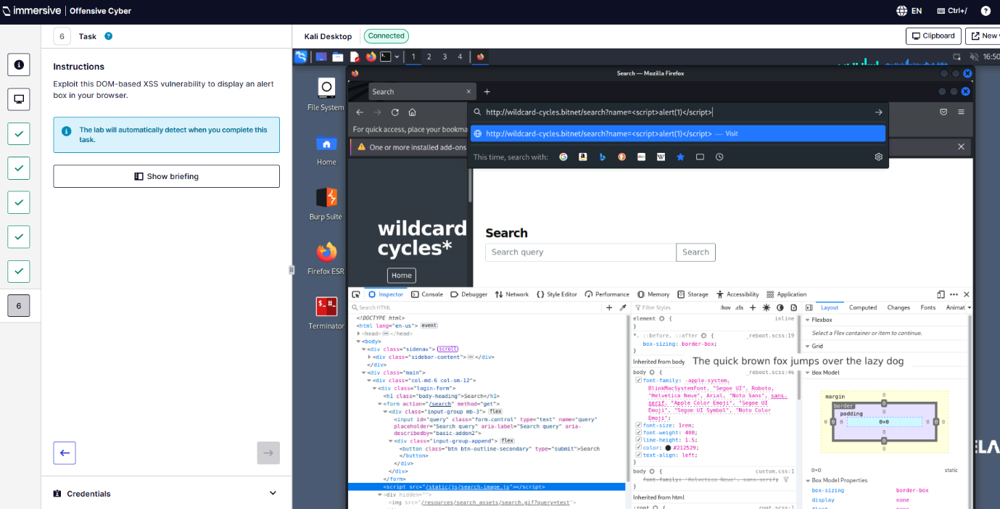 immersive | Offensive Cyber
EN
Ctrl+/
?
6 Task ?
Kali Desktop Connected
Clipboard
New
Instructions
Exploit this DOM-based XSS vulnerability to display an alert
box in your browser.
The lab will automatically detect when you complete this
task.
Show briefing
6
Credentials
1 2 3 4
16:50
File System
Home
Burp Suite
Firefox ESR
Terminator
Search — Mozilla Firefox
Search
http://wildcard-cycles.bitnet/search?name=<script>alert(1)</script>
For quick access, place your bookma
http://wildcard-cycles.bitnet/search?name=<script>alert(1)</script> — Visit
One or more installed add-ons
This time, search with:
wildcard
cycles*
Home
Search
Search query
Search
Inspector Console Debugger Network Style Editor Performance Memory Storage Accessibility Application
Search HTML
<!DOCTYPE html>
<html lang="en-us"> event
<head> </head>
<body>
<div class="sidenav"> scroll
<div class="sidebar-content"> </div>
</div>
<div class="main">
<div class="col-md-6 col-sm-12">
<div class="login-form">
<h1 class="body-heading">Search</h1>
<form action="/search" method="get">
<div class="input-group mb-3"> flex
<input id="query" class="form-control" type="text" name="query"
placeholder="Search query" aria-label="Search query" aria-
describedby="basic-addon2">
<div class="input-group-append"> flex
<button class="btn btn-outline-secondary" type="submit">Search
</button>
</div>
</div>
</form>
<script src="/static/js/search-image.js"></script>
<div hidden="">
<img src="/resources/search_assets/search.gif?query=test">
Filter Styles
:hov .cls
element { inline
}
*, ::before, ::after { _reboot.scss:19
box-sizing: border-box;
}
Inherited from body
body { _reboot.scss:46
font-family: -apple-system,
BlinkMacSystemFont, "Segoe UI", Roboto,
"Helvetica Neue", Arial, "Noto Sans", sans-
serif, "Apple Color Emoji", "Segoe UI
Emoji", "Segoe UI Symbol", "Noto Color
Emoji";
font-size: 1rem;
font-weight: 400;
line-height: 1.5;
color: #212529;
text-align: left;
}
body { custom.css:1
font-family: 'Helvetica Neue', sans-serif;
}
Inherited from html
:root { _root.scss:1
The quick brown fox jumps over the lazy dog
Layout Computed Changes Fonts Animat
Flexbox
Select a Flex container or item to continue.
Grid
Box Model
margin 0
border 0
padding 0
0 0 0 0×0 0 0 0
0
0
0
0×0 static
Box Model Properties
box-sizing border-box
display none
float none